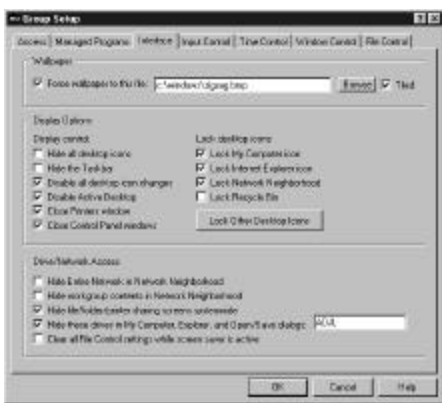 Group Setup
Access Managed Programs Interface Input Control Time Control Window Control File Control
Wallpaper
Force wallpaper to this file: Browse Tiled
Display Options
Display control: Lock desktop icons:
Hide all desktop icons Lock My Computer icon
Hide the Taskbar Lock Internet Explorer icon
Disable all desktop icon changes Lock Network Neighborhood
Disable Active Desktop Lock Recycle Bin
Close Printers window
Close Control Panel windows Lock Other Desktop Icons
Drive/Network Access
Hide Entire Network in Network Neighborhood
Hide workgroup contents in Network Neighborhood
Hide file/folder/printer sharing screens systemwide
Hide these drives in My Computer, Explorer, and Open/Save dialogs:
Clear all File Control settings while screen saver is active
OK Cancel Help